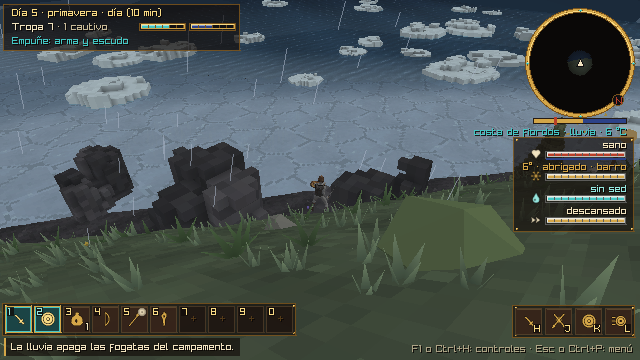 Día 5 · primavera · día (10 min)
Tropa 7 · 1 cautivo
Empuñe: arma y escudo
N
costa de fiordos · lluvia · 6 °C
sano
6° · abrigado · barro
sin sed
descansado
1 2 3 1 4 5 6 7 8 9 0
H J K L
La lluvia apaga las fogatas del campamento.
F1 o Ctrl+H: controles · Esc o Ctrl+P: menú